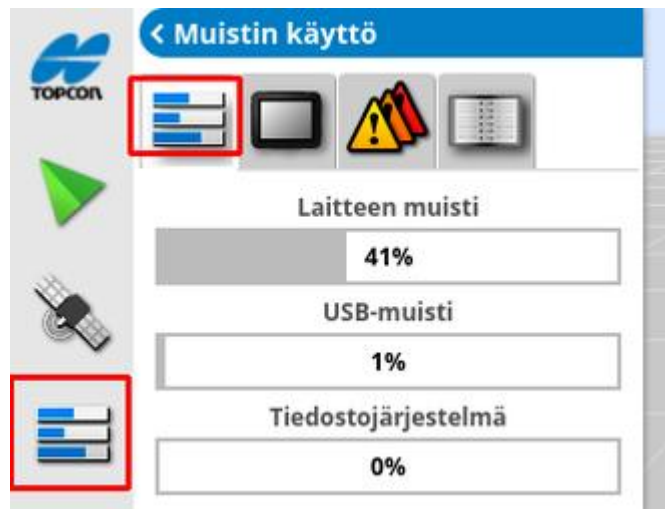 TOPCON
< Muistin käyttö
Laitteen muisti
41%
USB-muisti
1%
Tiedostojärjestelmä
0%